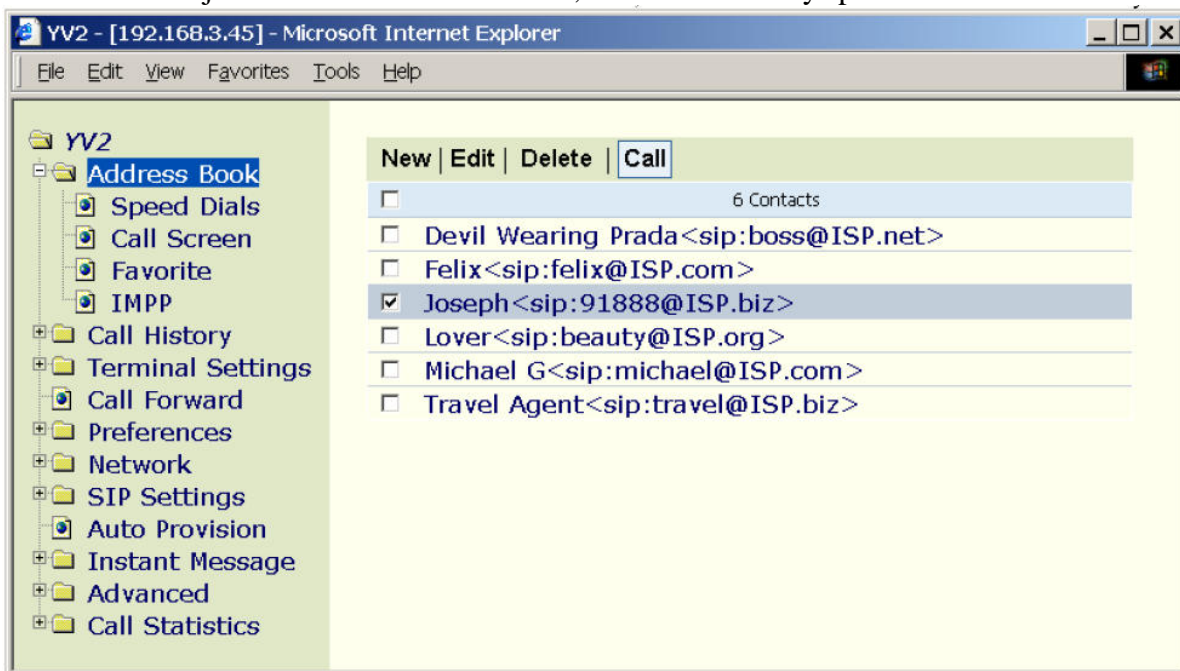 YV2 - [192.168.3.45] - Microsoft Internet Explorer
File Edit View Favorites Tools Help
YV2
Address Book
Speed Dials
Call Screen
Favorite
IMPP
Call History
Terminal Settings
Call Forward
Preferences
Network
SIP Settings
Auto Provision
Instant Message
Advanced
Call Statistics
New | Edit | Delete | Call
6 Contacts
Devil Wearing Prada<sip:boss@ISP.net>
Felix<sip:felix@ISP.com>
Joseph<sip:91888@ISP.biz>
Lover<sip:beauty@ISP.org>
Michael G<sip:michael@ISP.com>
Travel Agent<sip:travel@ISP.biz>